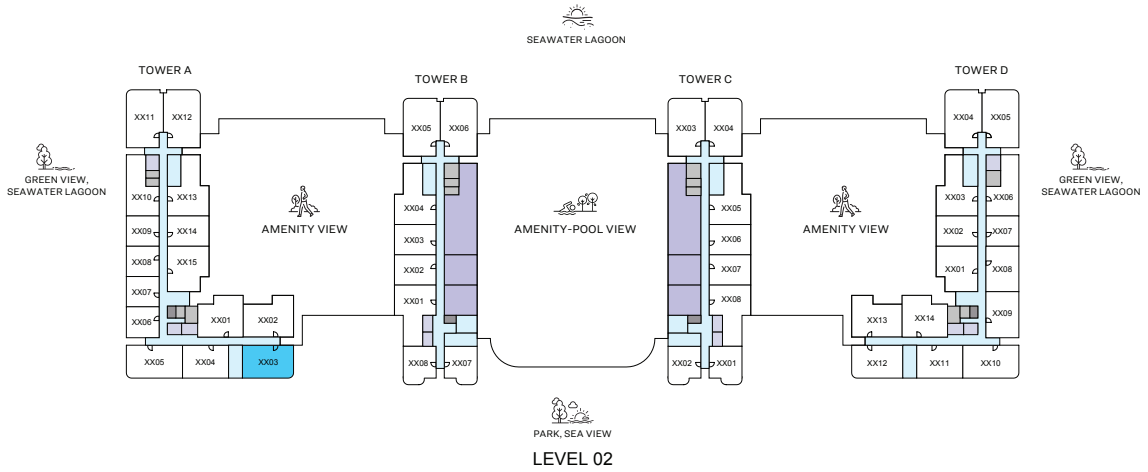 SEAWATER LAGOON
TOWER A
TOWER B
TOWER C
TOWER D
XX11
XX12
XX05
XX06
XX03
XX04
XX04
XX05
GREEN VIEW,
SEAWATER LAGOON
GREEN VIEW,
SEAWATER LAGOON
XX10
XX13
XX04
XX05
XX03
XX06
AMENITY VIEW
AMENITY-POOL VIEW
AMENITY VIEW
XX09
XX14
XX03
XX06
XX02
XX07
XX08
XX15
XX02
XX07
XX01
XX08
XX07
XX01
XX08
XX09
XX06
XX01
XX02
XX13
XX14
XX05
XX04
XX03
XX08
XX07
XX02
XX01
XX12
XX11
XX10
PARK, SEA VIEW
LEVEL 02